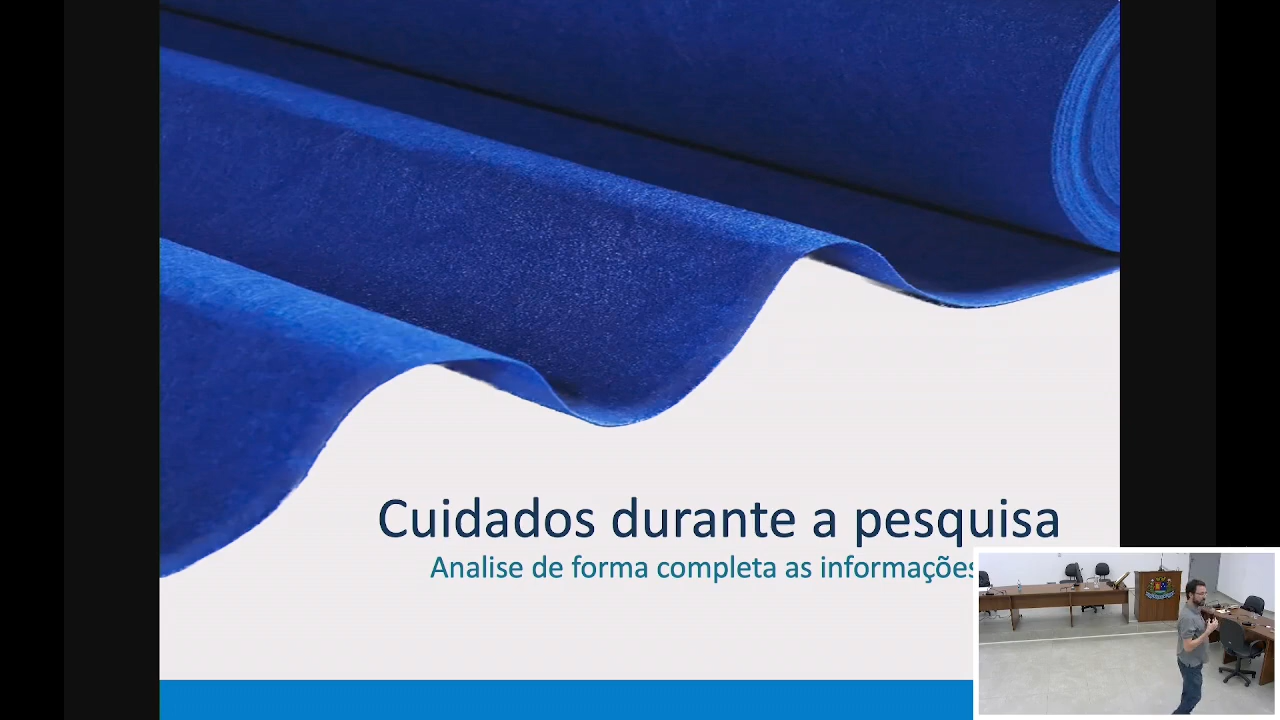 Cuidados durante a pesquisa
Analise de forma completa as informações